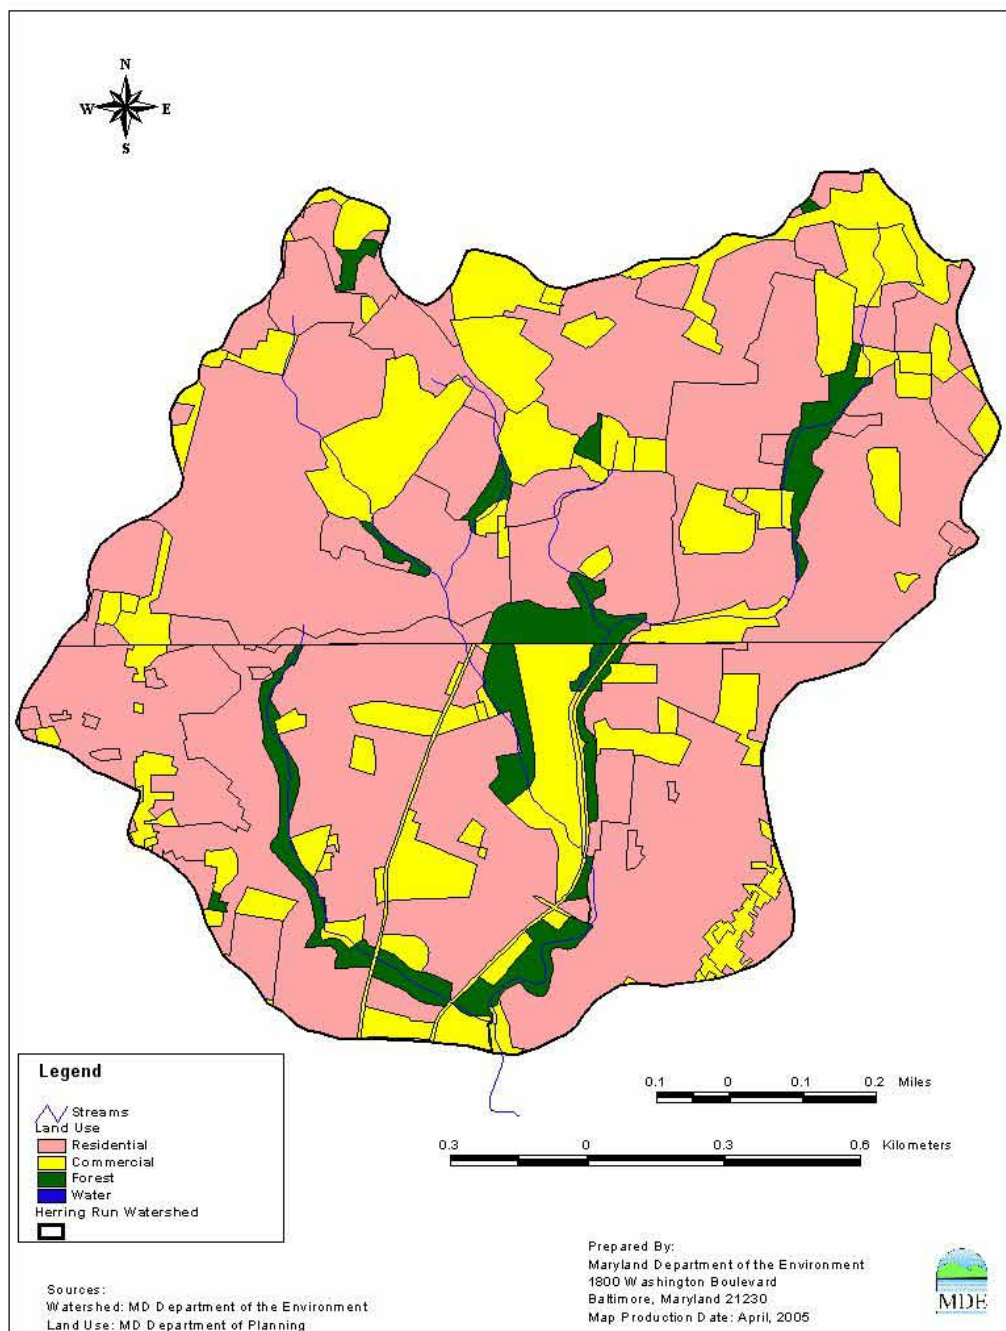 N
W E
S
Legend
Streams
Land Use
Residential
Commercial
Forest
Water
Herring Run Watershed
0.1 0 0.1 0.2 Miles
0.3 0 0.3 0.6 Kilometers
Sources:
Watershed: MD Department of the Environment
Land Use: MD Department of Planning
Prepared By:
Maryland Department of the Environment
1800 Washington Boulevard
Baltimore, Maryland 21230
Map Production Date: April, 2005
MDE